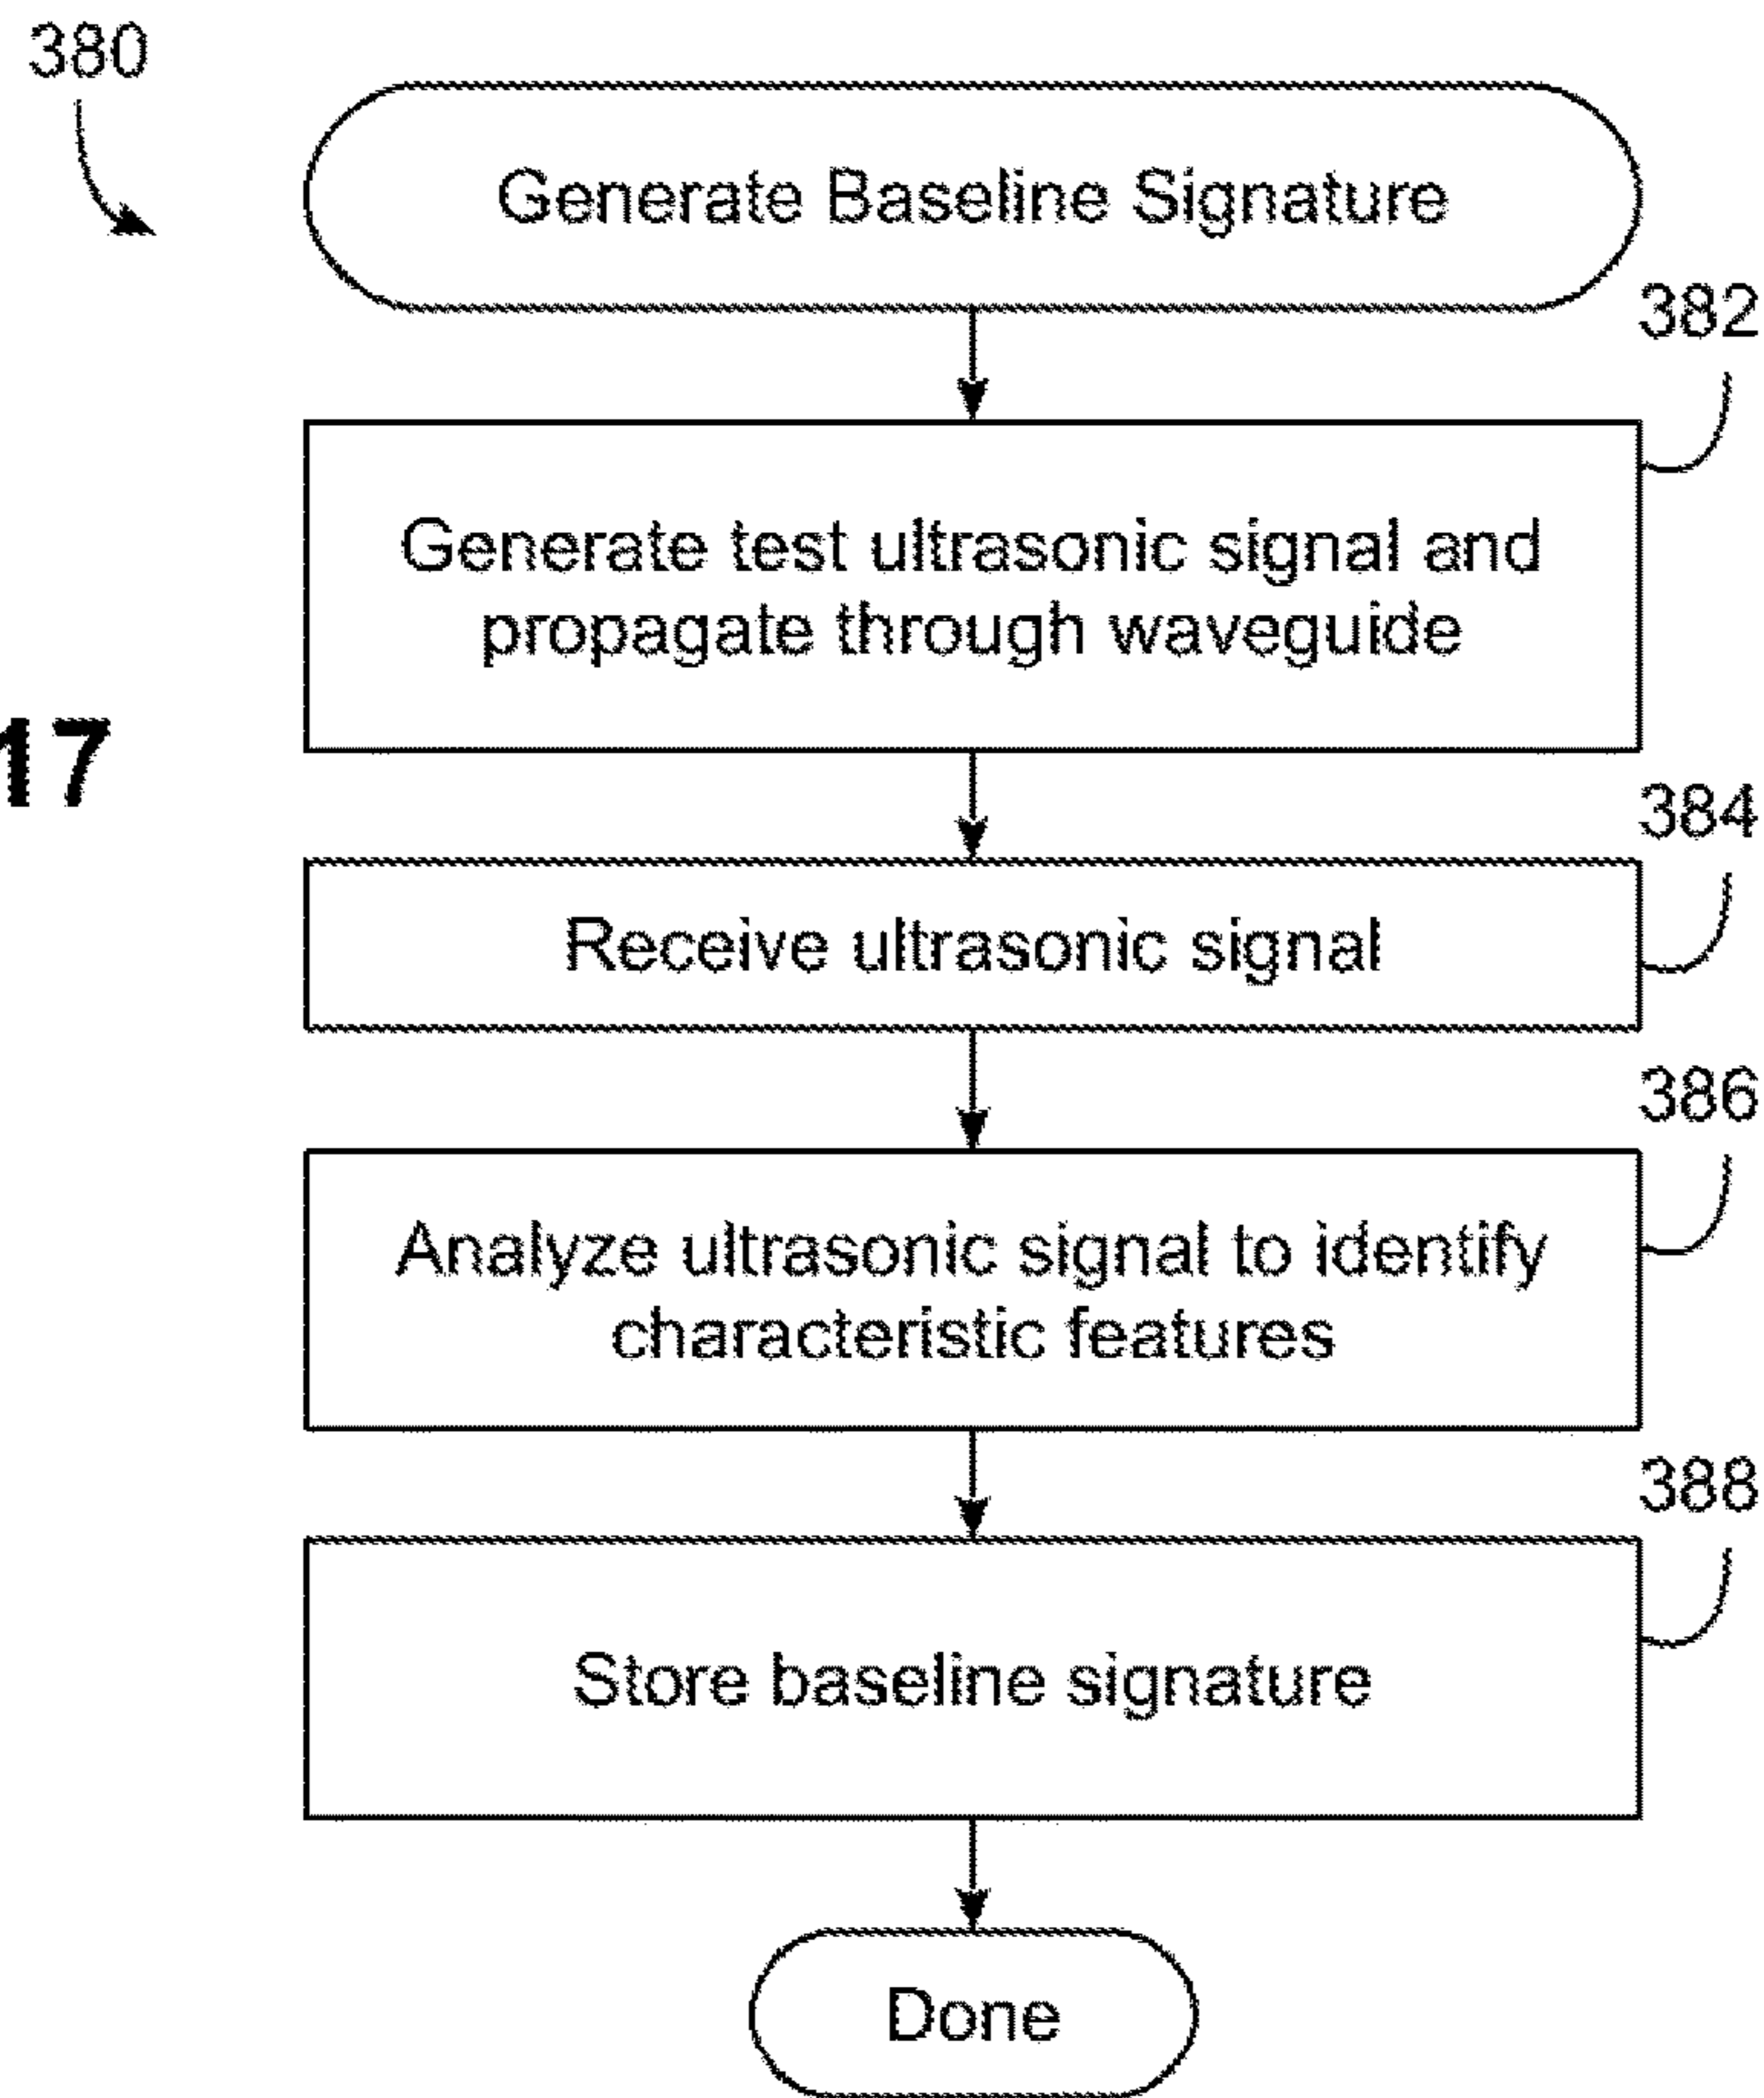 380
Generate Baseline Signature
382
Generate test ultrasonic signal and
propagate through waveguide
17
384
Receive ultrasonic signal
386
Analyze ultrasonic signal to identify
characteristic features
388
Store baseline signature
Done